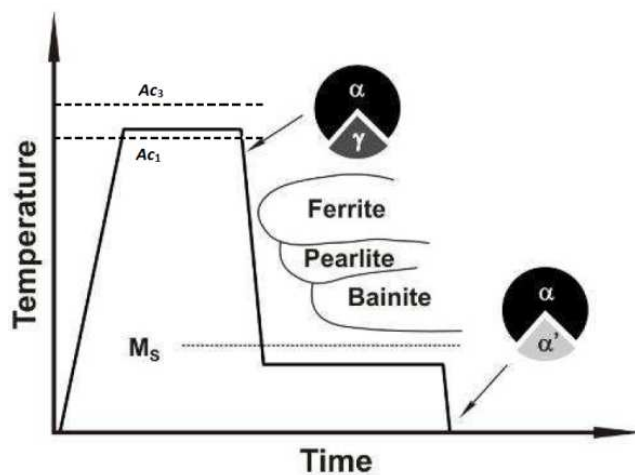 Ac3
Ac1
α
γ
Ferrite
Pearlite
Bainite
MS
α
α'
Temperature
Time